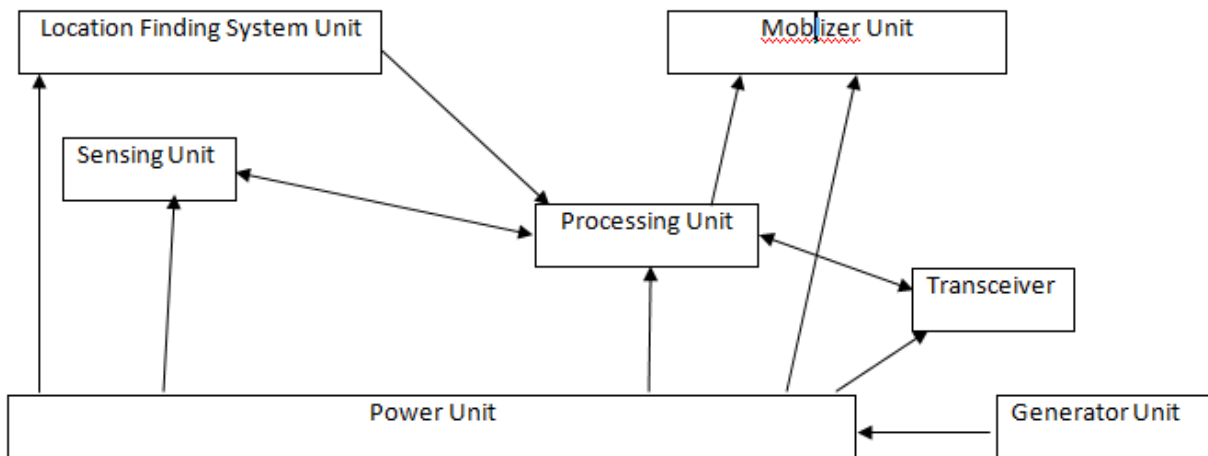 Location Finding System Unit
Moblizer Unit
Sensing Unit
Processing Unit
Transceiver
Power Unit
Generator Unit